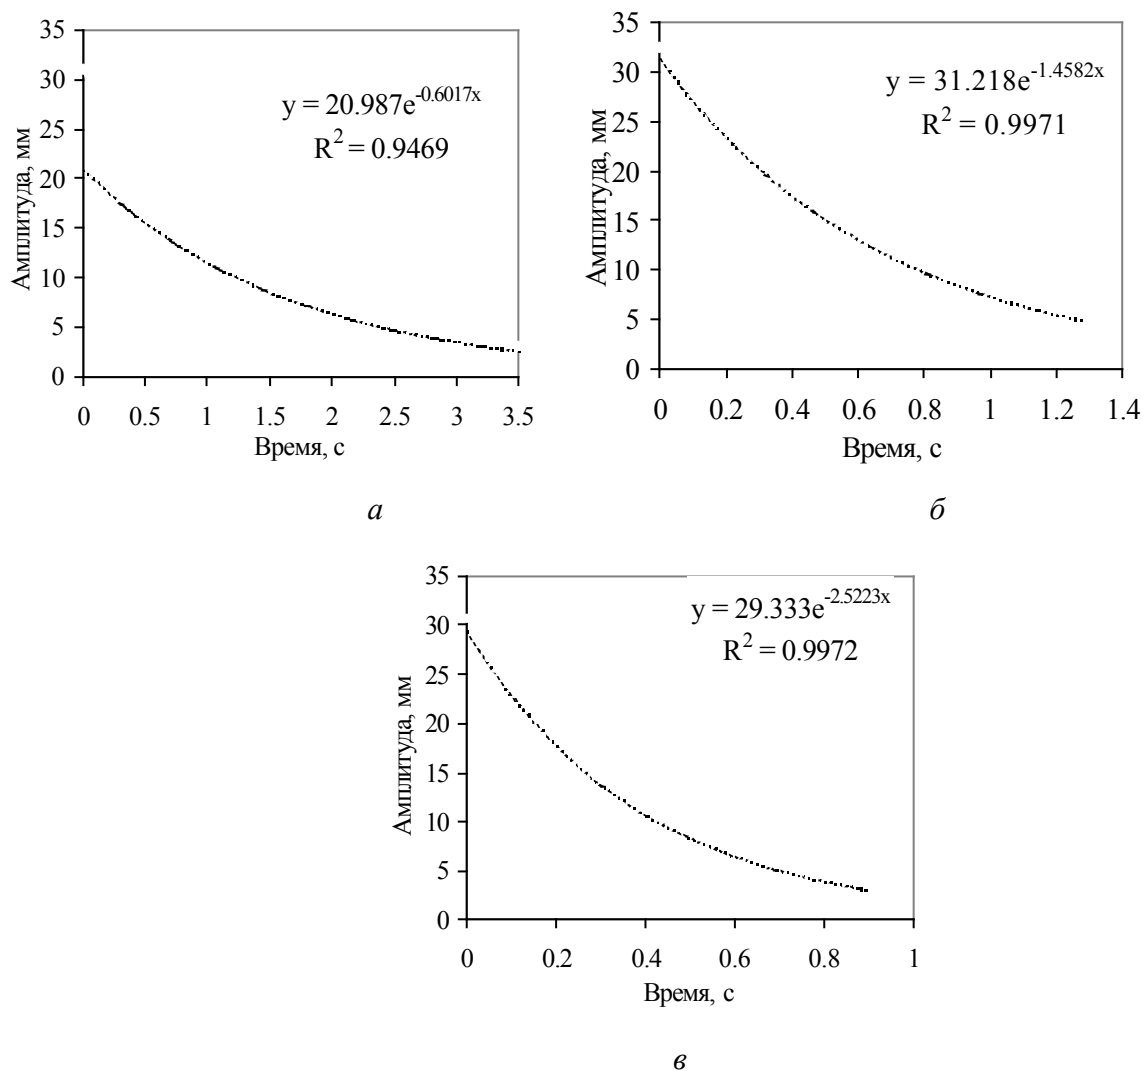 35
30
25
20
15
10
5
0
Амплитуда, мм
y = 20.987e^-0.6017x
R^2 = 0.9469
0 0.5 1 1.5 2 2.5 3 3.5
Время, с
а
35
30
25
20
15
10
5
0
Амплитуда, мм
y = 31.218e^-1.4582x
R^2 = 0.9971
0 0.2 0.4 0.6 0.8 1 1.2 1.4
Время, с
б
35
30
25
20
15
10
5
0
Амплитуда, мм
y = 29.333e^-2.5223x
R^2 = 0.9972
0 0.2 0.4 0.6 0.8 1
Время, с
в